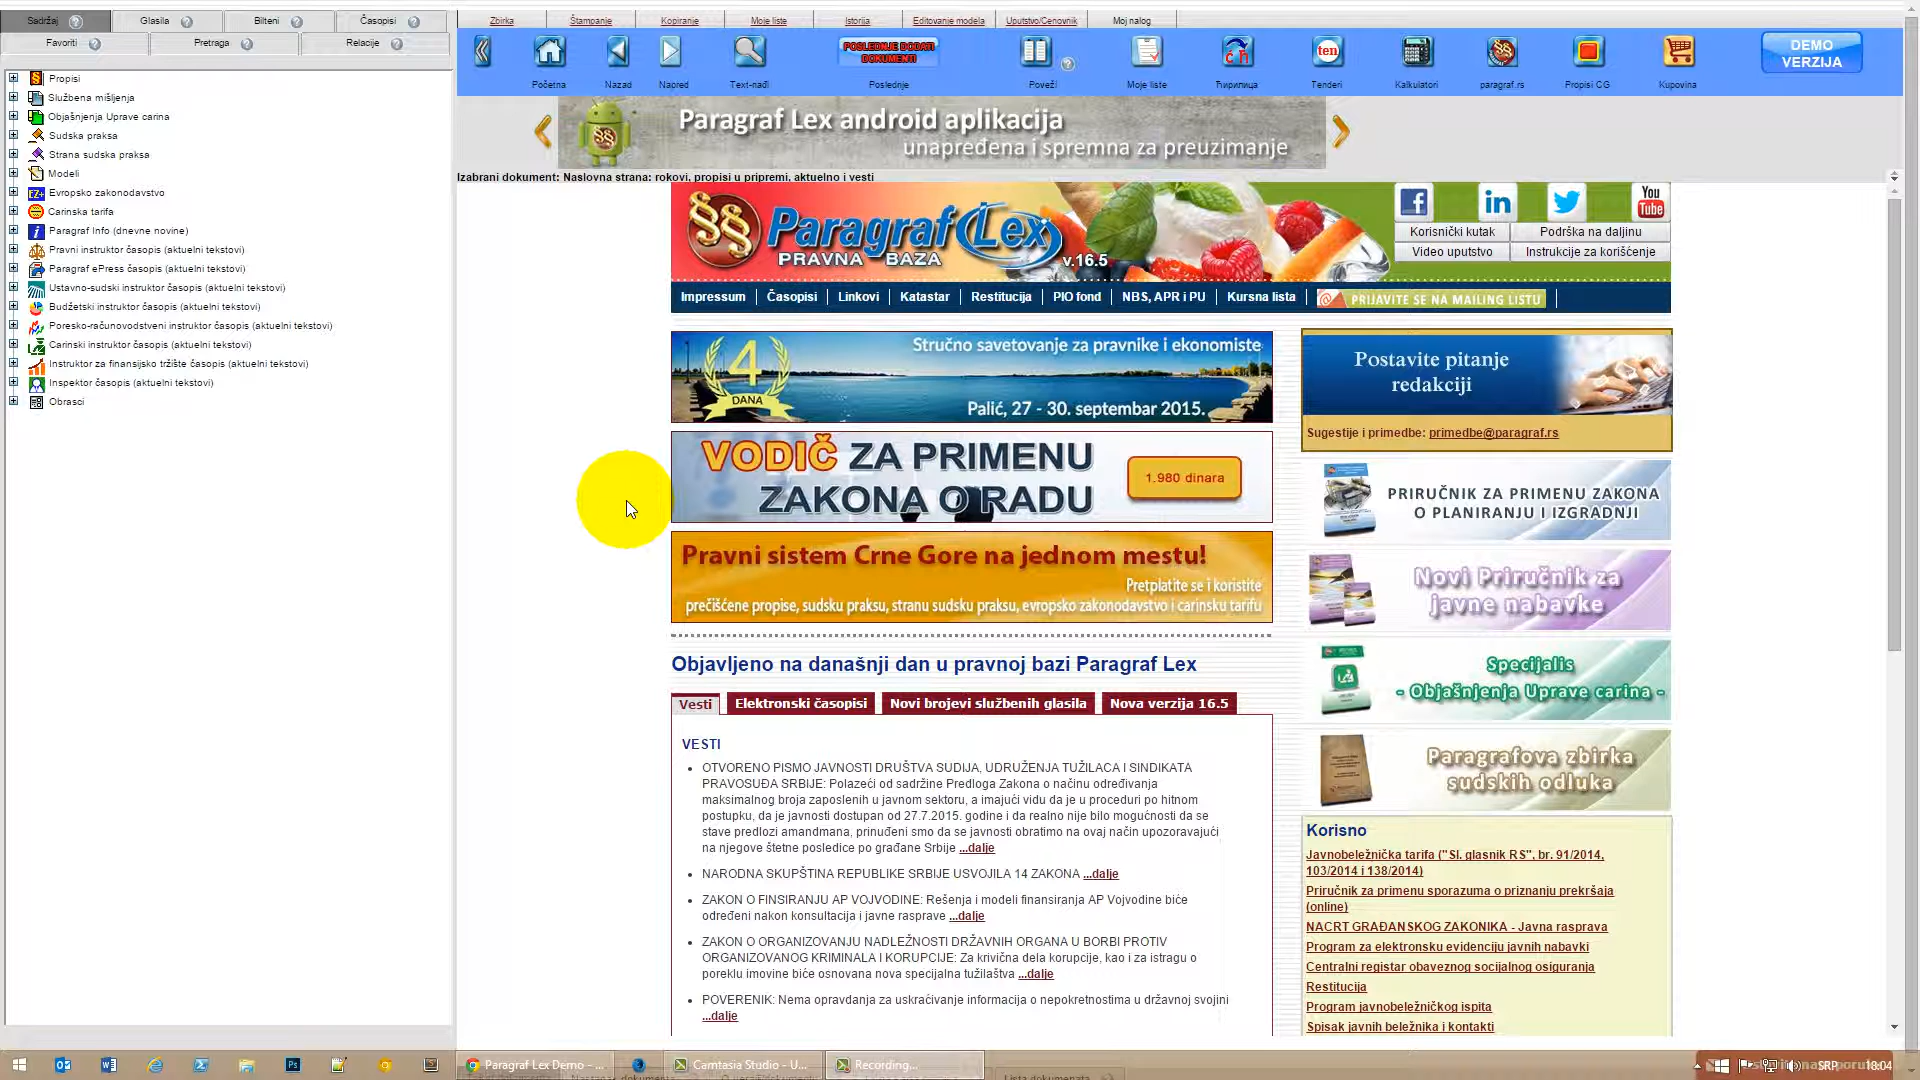 Sadržaj
Glasila
Bilteni
Časopisi
Favoriti
Pretraga
Relacije
Zbirka
Štampanje
Kopiranje
Moje liste
Istorija
Editovanje modela
Uputstvo/Cenovnik
Moj nalog
POSLEDNJE DODATI
DOKUMENTI
ten
DEMO
VERZIJA
Početna
Nazad
Napred
Text-nađi
Poslednje
Poveži
Moje liste
Ћирилица
Tenderi
Kalkulatori
paragraf.rs
Propisi CG
Kupovina
Propisi
Službena mišljenja
Objašnjenja Uprave carina
Sudska praksa
Strana sudska praksa
Modeli
Evropsko zakonodavstvo
Carinska tarifa
Paragraf Info (dnevne novine)
Pravni instruktor časopis (aktuelni tekstovi)
Paragraf ePress časopis (aktuelni tekstovi)
Ustavno-sudski instruktor časopis (aktuelni tekstovi)
Budžetski instruktor časopis (aktuelni tekstovi)
Poresko-računovodstveni instruktor časopis (aktuelni tekstovi)
Carinski instruktor časopis (aktuelni tekstovi)
Instruktor za finansijsko tržište časopis (aktuelni tekstovi)
Inspektor časopis (aktuelni tekstovi)
Obrasci
Paragraf Lex android aplikacija
unapređena i spremna za preuzimanje
Izabrani dokument: Naslovna strana: rokovi, propisi u pripremi, aktuelno i vesti
§§ Paragraf Lex
PRAVNA BAZA
v.16.5
You
Tube
Korisnički kutak
Podrška na daljinu
Video uputstvo
Instrukcije za korišćenje
Impressum
Časopisi
Linkovi
Katastar
Restitucija
PIO fond
NBS, APR i PU
Kursna lista
@ PRIJAVITE SE NA MAILING LISTU
4
DANA
Stručno savetovanje za pravnike i ekonomiste
Palić, 27 - 30. septembar 2015.
VODIČ ZA PRIMENU
ZAKONA O RADU
1.980 dinara
Pravni sistem Crne Gore na jednom mestu!
Pretplatite se i koristite
prečišćene propise, sudsku praksu, stranu sudsku praksu, evropsko zakonodavstvo i carinsku tarifu
Objavljeno na današnji dan u pravnoj bazi Paragraf Lex
Vesti
Elektronski časopisi
Novi brojevi službenih glasila
Nova verzija 16.5
VESTI
OTVORENO PISMO JAVNOSTI DRUŠTVA SUDIJA, UDRUŽENJA TUŽILACA I SINDIKATA
PRAVOSUĐA SRBIJE: Polazeći od sadržine Predloga Zakona o načinu određivanja
maksimalnog broja zaposlenih u javnom sektoru, a imajući vidu da je u proceduri po hitnom
postupku, da je javnosti dostupan od 27.7.2015. godine i da realno nije bilo mogućnosti da se
stave predlozi amandmana, prinuđeni smo da se javnosti obratimo na ovaj način upozoravajući
na njegove štetne posledice po građane Srbije ...dalje
NARODNA SKUPŠTINA REPUBLIKE SRBIJE USVOJILA 14 ZAKONA ...dalje
ZAKON O FINSIRANJU AP VOJVODINE: Rešenja i modeli finansiranja AP Vojvodine biće
određeni nakon konsultacija i javne rasprave ...dalje
ZAKON O ORGANIZOVANJU NADLEŽNOSTI DRŽAVNIH ORGANA U BORBI PROTIV
ORGANIZOVANOG KRIMINALA I KORUPCIJE: Za krivična dela korupcije, kao i za istragu o
poreklu imovine biće osnovana nova specijalna tužilaštva ...dalje
POVERENIK: Nema opravdanja za uskraćivanje informacija o nepokretnostima u državnoj svojini
...dalje
Postavite pitanje
redakciji
Sugestije i primedbe: primedbe@paragraf.rs
PRIRUČNIK ZA PRIMENU ZAKONA
O PLANIRANJU I IZGRADNJI
Novi Priručnik za
javne nabavke
Specijalis
- Objašnjenja Uprave carina -
Paragrafova zbirka
sudskih odluka
Korisno
Javnobeležnička tarifa ("Sl. glasnik RS", br. 91/2014,
103/2014 i 138/2014)
Priručnik za primenu sporazuma o priznanju prekršaja
(online)
NACRT GRAĐANSKOG ZAKONIKA - Javna rasprava
Program za elektronsku evidenciju javnih nabavki
Centralni registar obaveznog socijalnog osiguranja
Restitucija
Program javnobeležničkog ispita
Spisak javnih beležnika i kontakti
Paragraf Lex Demo - ...
Camtasia Studio - U...
Recording...
SRP
18:04